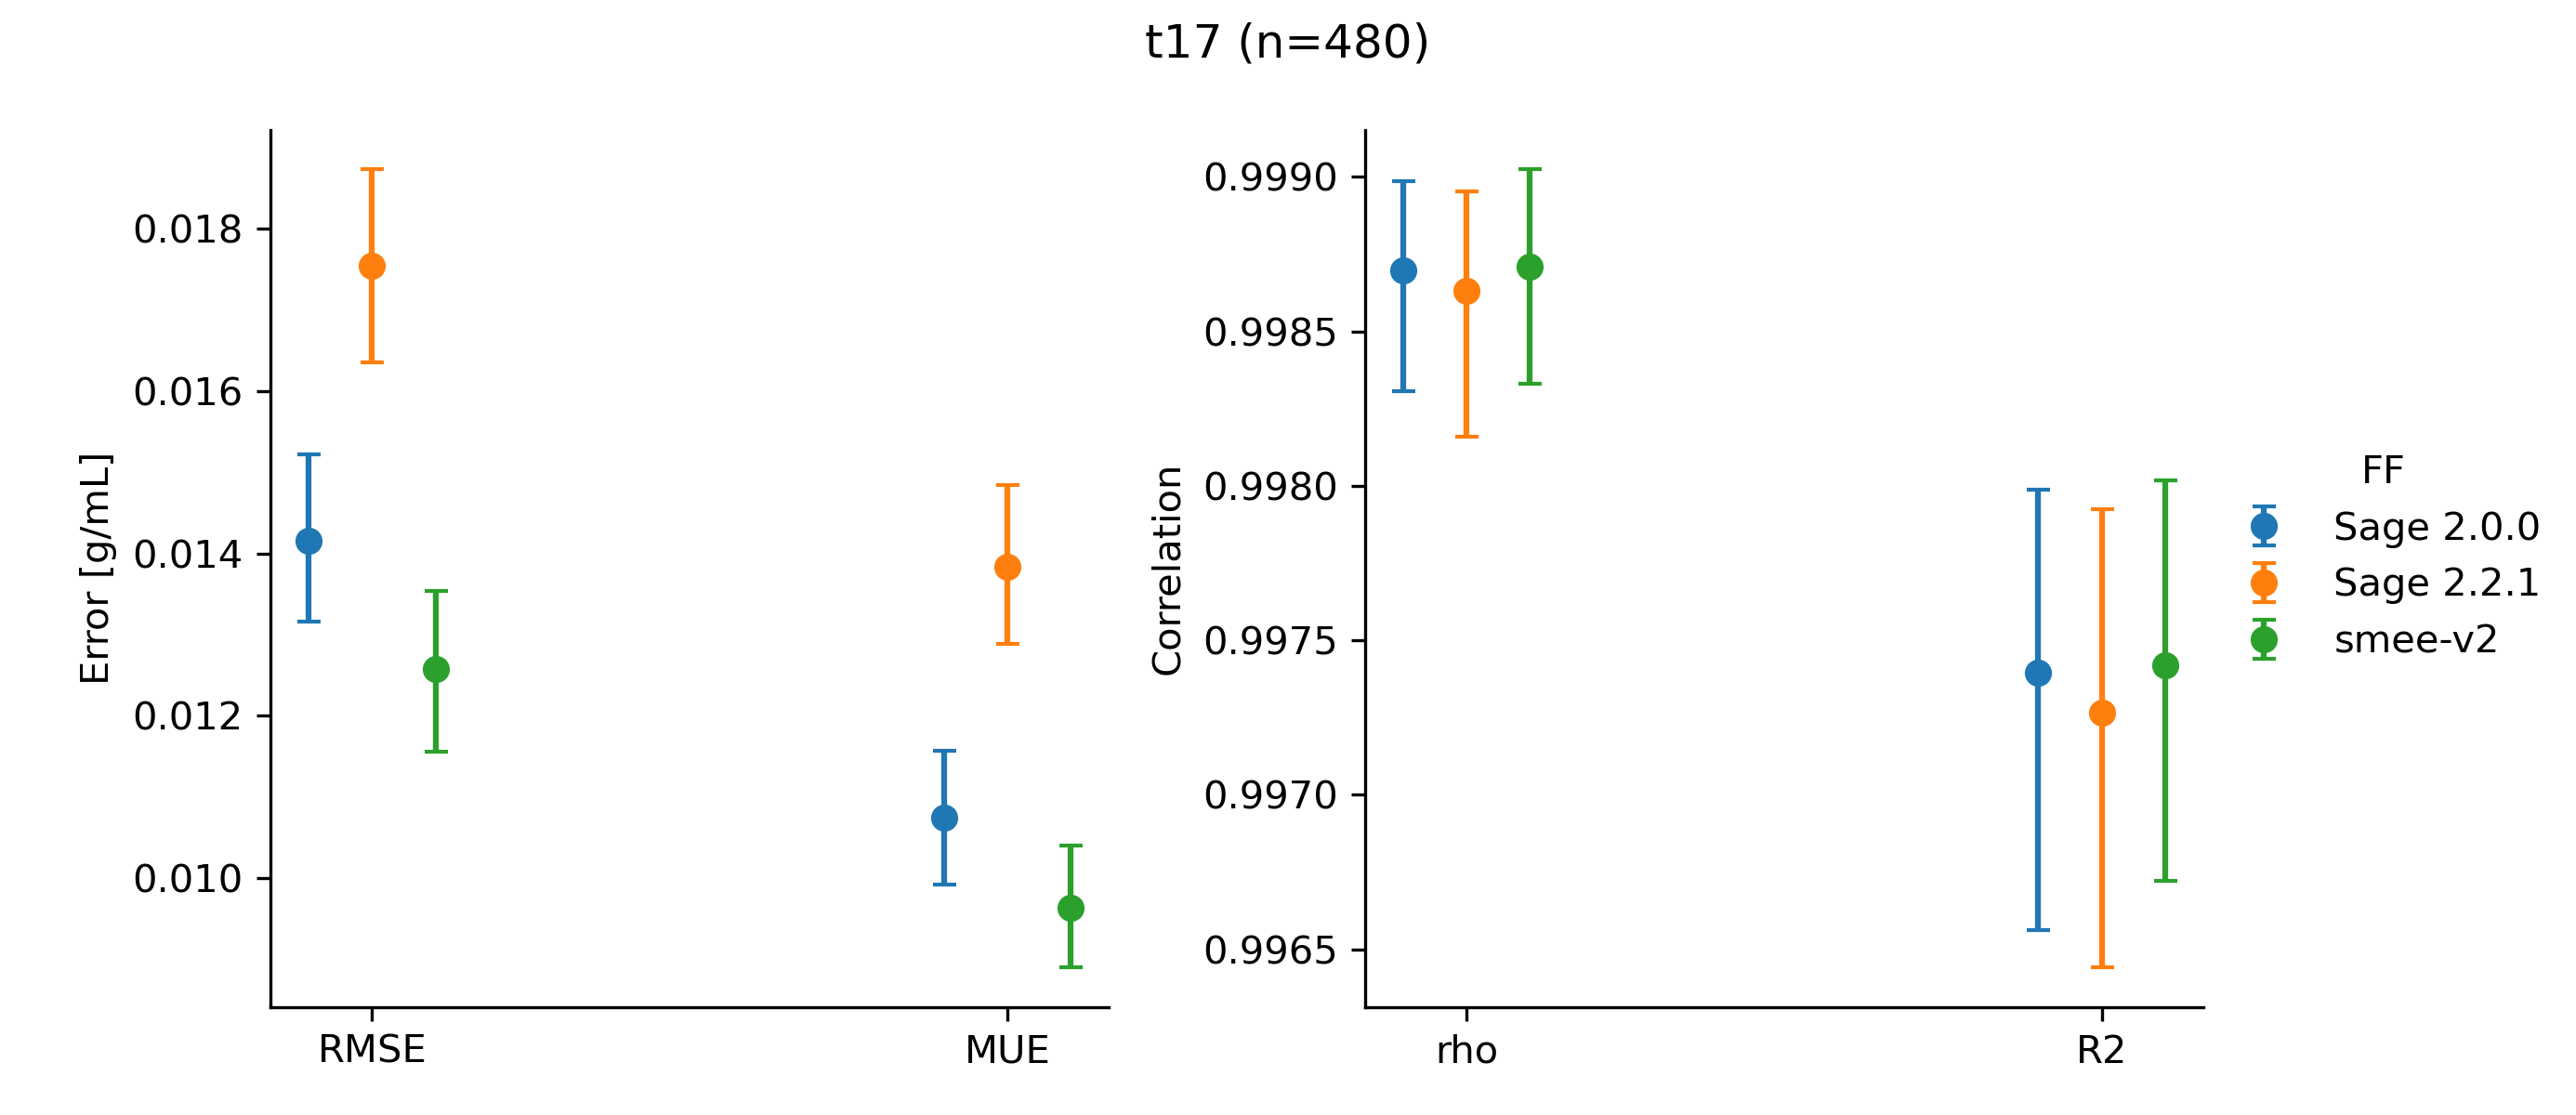 t17 (n=480)
Error [g/mL]
0.018
0.016
0.014
0.012
0.010
RMSE
MUE
Correlation
0.9990
0.9985
0.9980
0.9975
0.9970
0.9965
rho
R2
FF
Sage 2.0.0
Sage 2.2.1
smee-v2